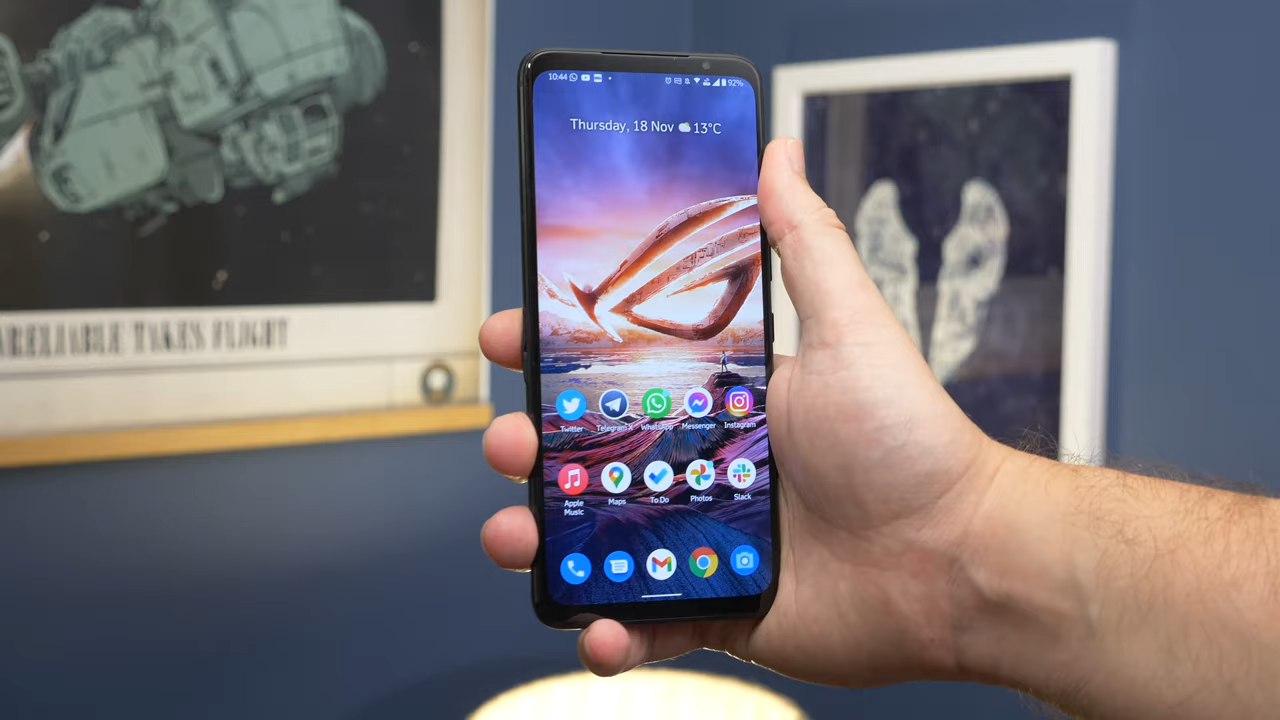 10:44
92%
Thursday, 18 Nov 13°C
ARELIABLE TAKES FLIGHT
Twitter
Telegram X
WhatsApp
Messenger
Instagram
Apple Music
Maps
To Do
Photos
Slack